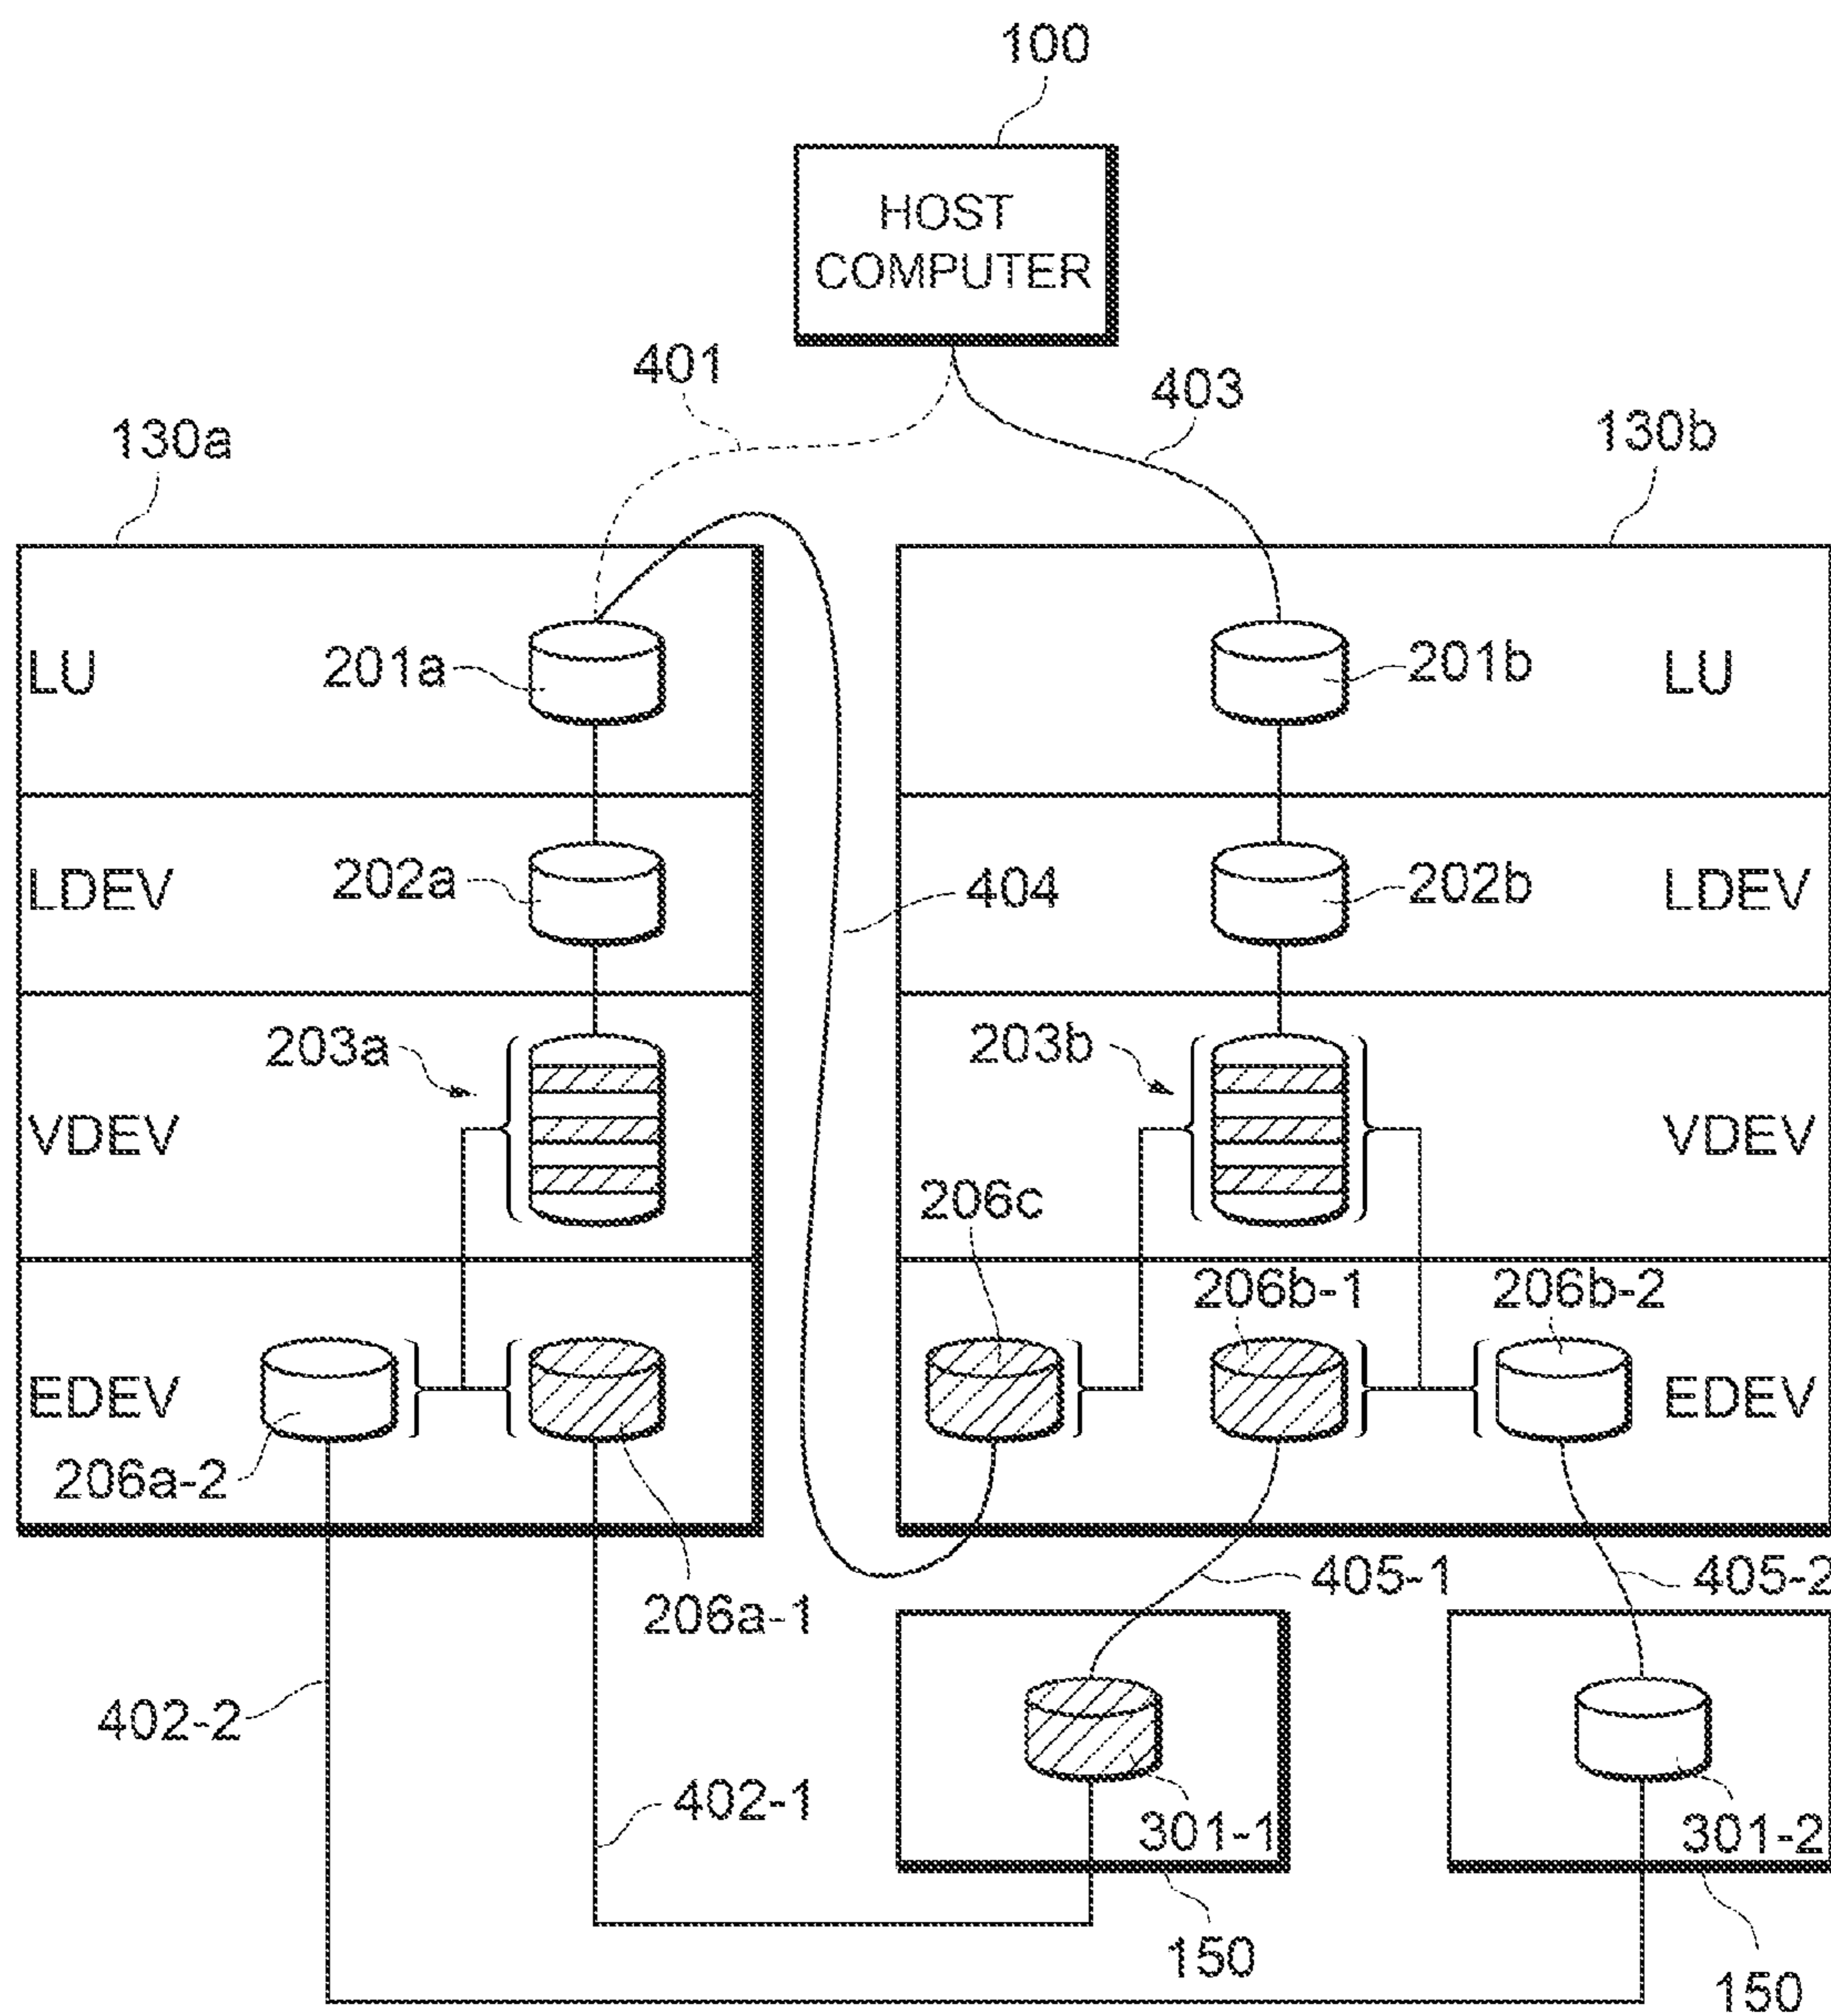 100
HOST
COMPUTER
401
403
130a
130b
LU
201a
201b
LU
LDEV
202a
404
202b
LDEV
203a
203b
VDEV
VDEV
206c
206b-1
206b-2
EDEV
EDEV
206a-2
206a-1
405-1
405-2
402-2
402-1
301-1
301-2
150
150